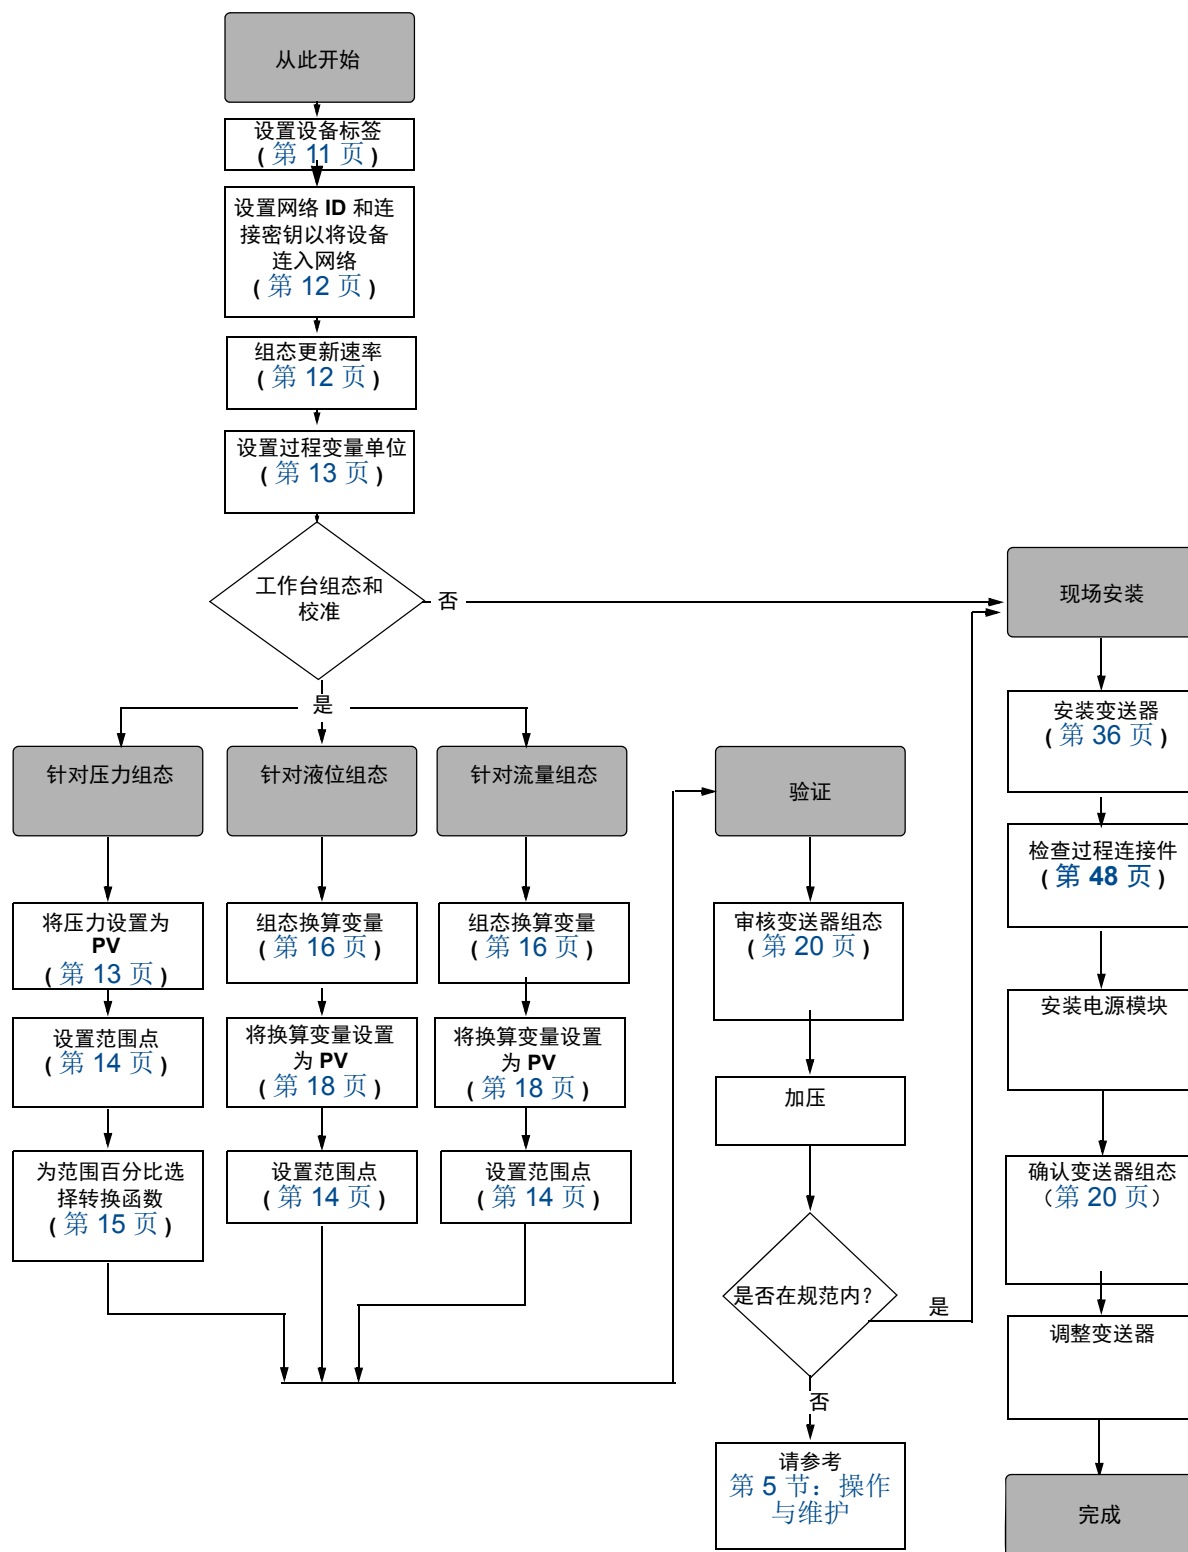 从此开始
设置设备标签
( 第 11 页 )
设置网络 ID 和连
接密钥以将设备
连入网络
( 第 12 页 )
组态更新速率
( 第 12 页 )
设置过程变量单位
( 第 13 页 )
工作台组态和
校准
否
是
针对压力组态
将压力设置为
PV
( 第 13 页 )
设置范围点
( 第 14 页 )
为范围百分比选
择转换函数
( 第 15 页 )
针对液位组态
组态换算变量
( 第 16 页 )
将换算变量设置
为 PV
( 第 18 页 )
设置范围点
( 第 14 页 )
针对流量组态
组态换算变量
( 第 16 页 )
将换算变量设置
为 PV
( 第 18 页 )
设置范围点
( 第 14 页 )
验证
审核变送器组态
( 第 20 页 )
加压
是否在规范内？
是
否
请参考
第 5 节：操作
与维护
现场安装
安装变送器
( 第 36 页 )
检查过程连接件
( 第 48 页 )
安装电源模块
确认变送器组态
（第 20 页）
调整变送器
完成